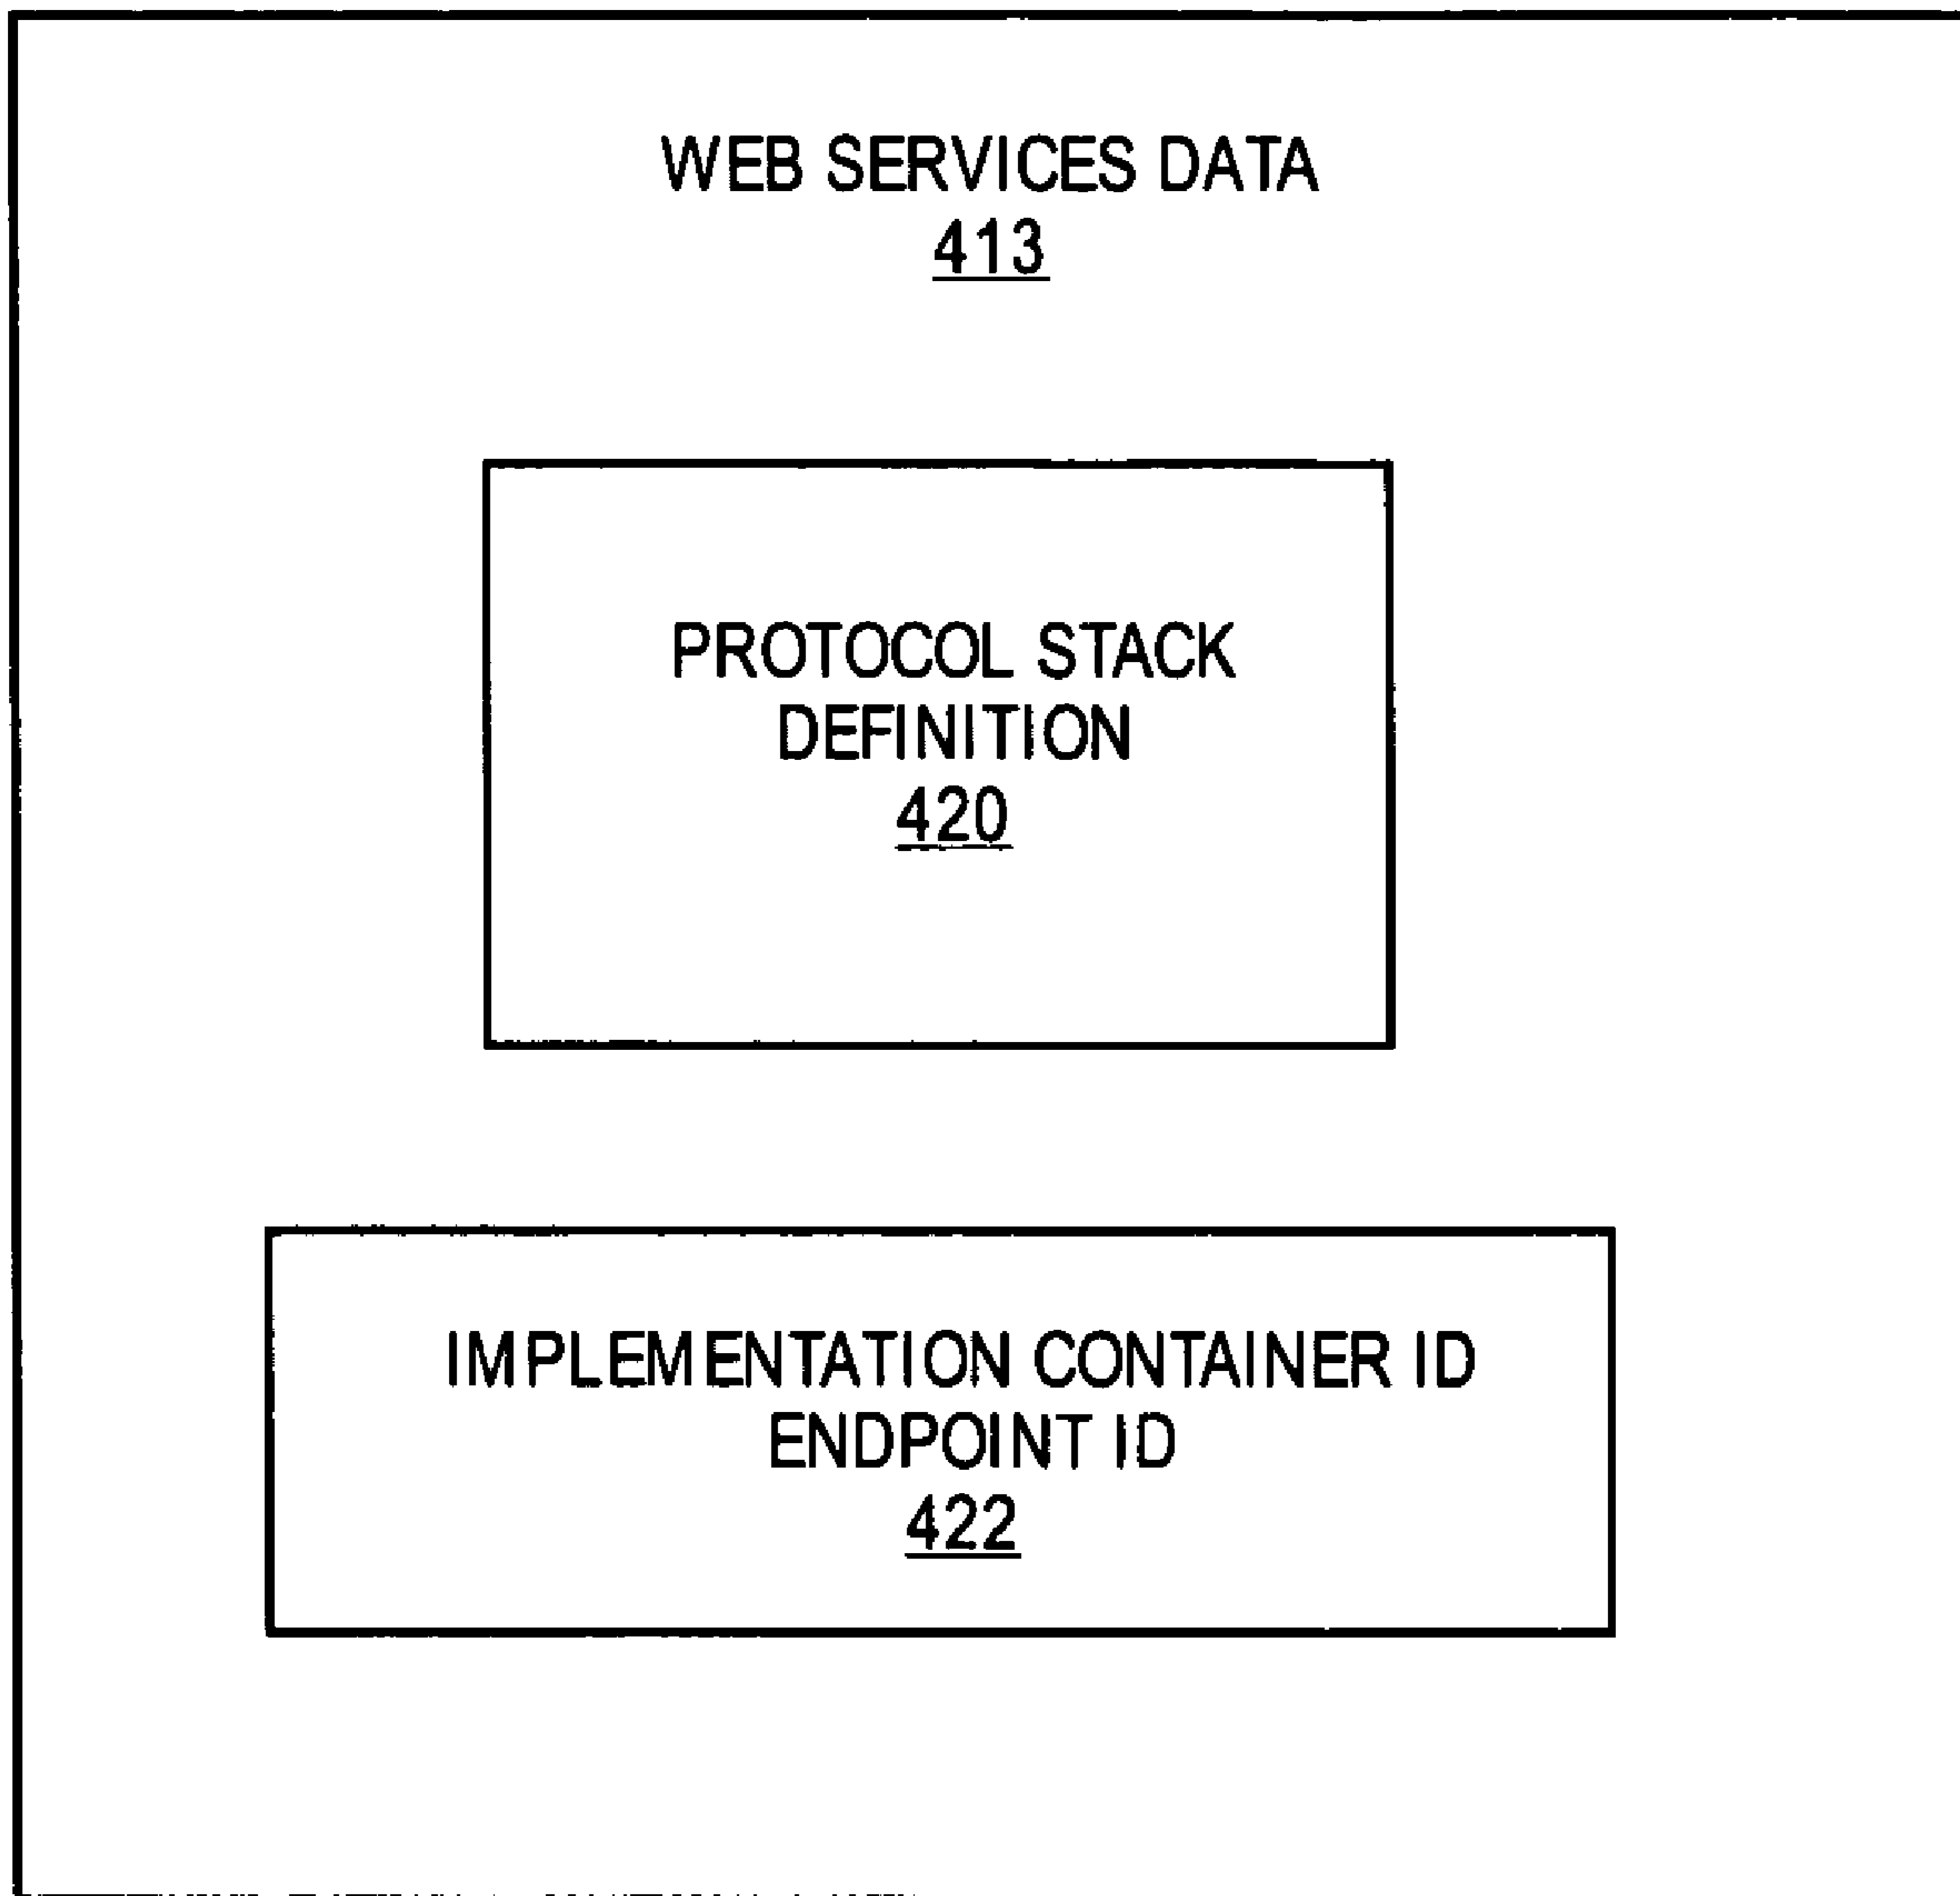 WEB SERVICES DATA
413
PROTOCOL STACK
DEFINITION
420
IMPLEMENTATION CONTAINER ID
ENDPOINT ID
422